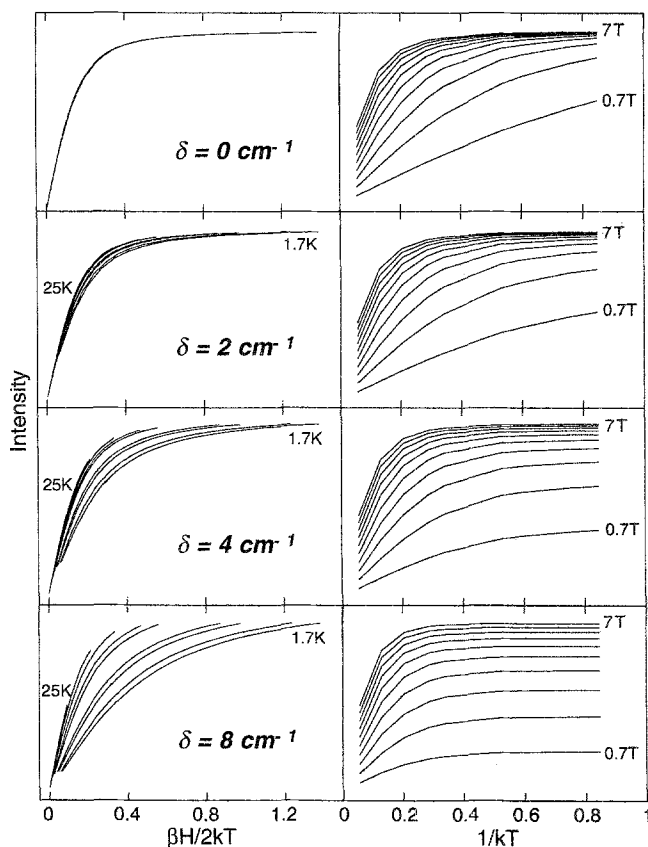 7T
0.7T
δ = 0 cm⁻¹
1.7K
25K
δ = 2 cm⁻¹
7T
0.7T
Intensity
1.7K
25K
δ = 4 cm⁻¹
7T
0.7T
1.7K
25K
δ = 8 cm⁻¹
7T
0.7T
0 0.4 0.8 1.2
βH/2kT
0 0.2 0.4 0.6 0.8 1
1/kT